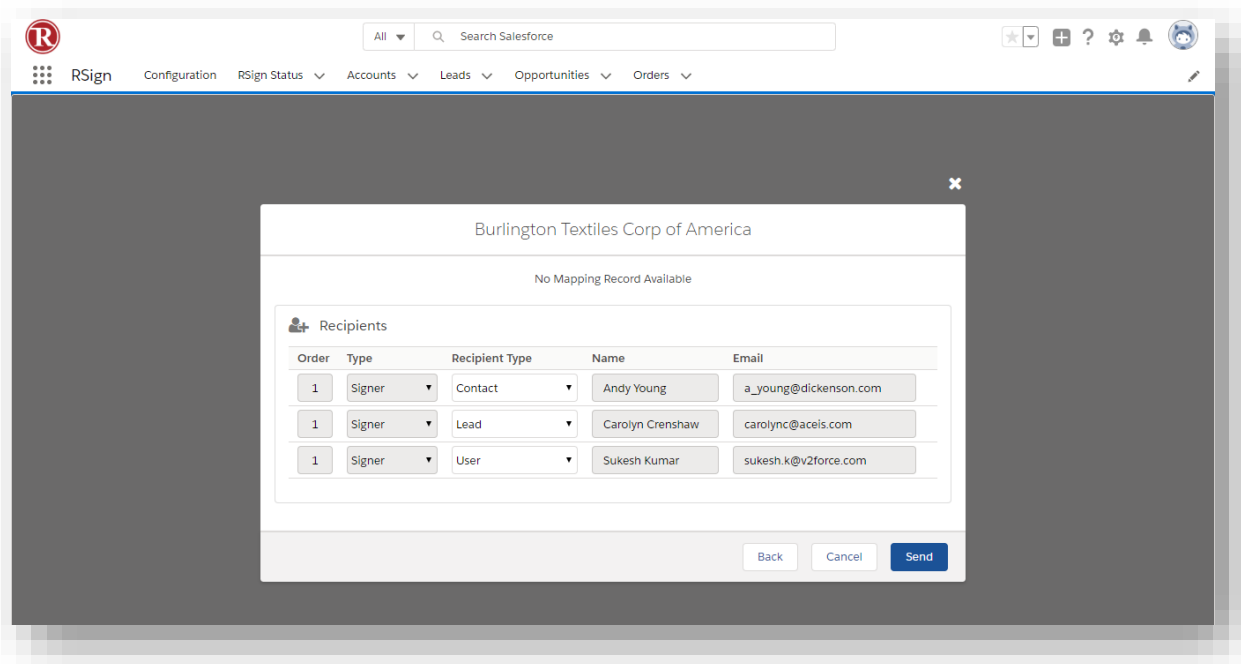 R
All Search Salesforce
RSign Configuration RSign Status Accounts Leads Opportunities Orders
Burlington Textiles Corp of America
No Mapping Record Available
Recipients
Order Type Recipient Type Name Email
1 Signer Contact Andy Young a_young@dickenson.com
1 Signer Lead Carolyn Crenshaw carolync@aceis.com
1 Signer User Sukesh Kumar sukesh.k@v2force.com
Back Cancel Send